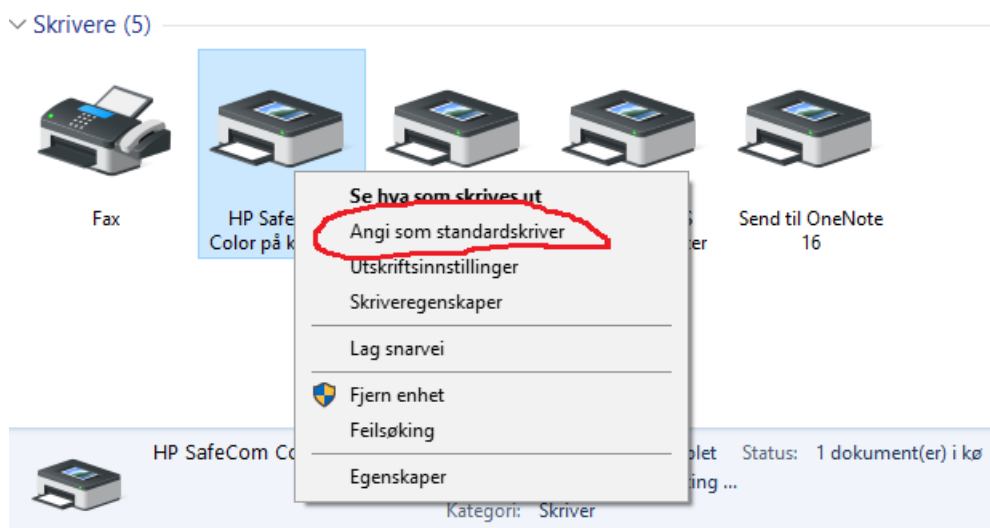 Skrivere (5)
Fax
HP Safe
Color på k
Send til OneNote
16
Se hva som skrives ut
Angi som standardskriver
Utskriftsinnstillinger
Skriveregenskaper
Lag snarvei
Fjern enhet
Feilsøking
Egenskaper
HP SafeCom Co
Status: 1 dokument(er) i kø
Kategori: Skriver